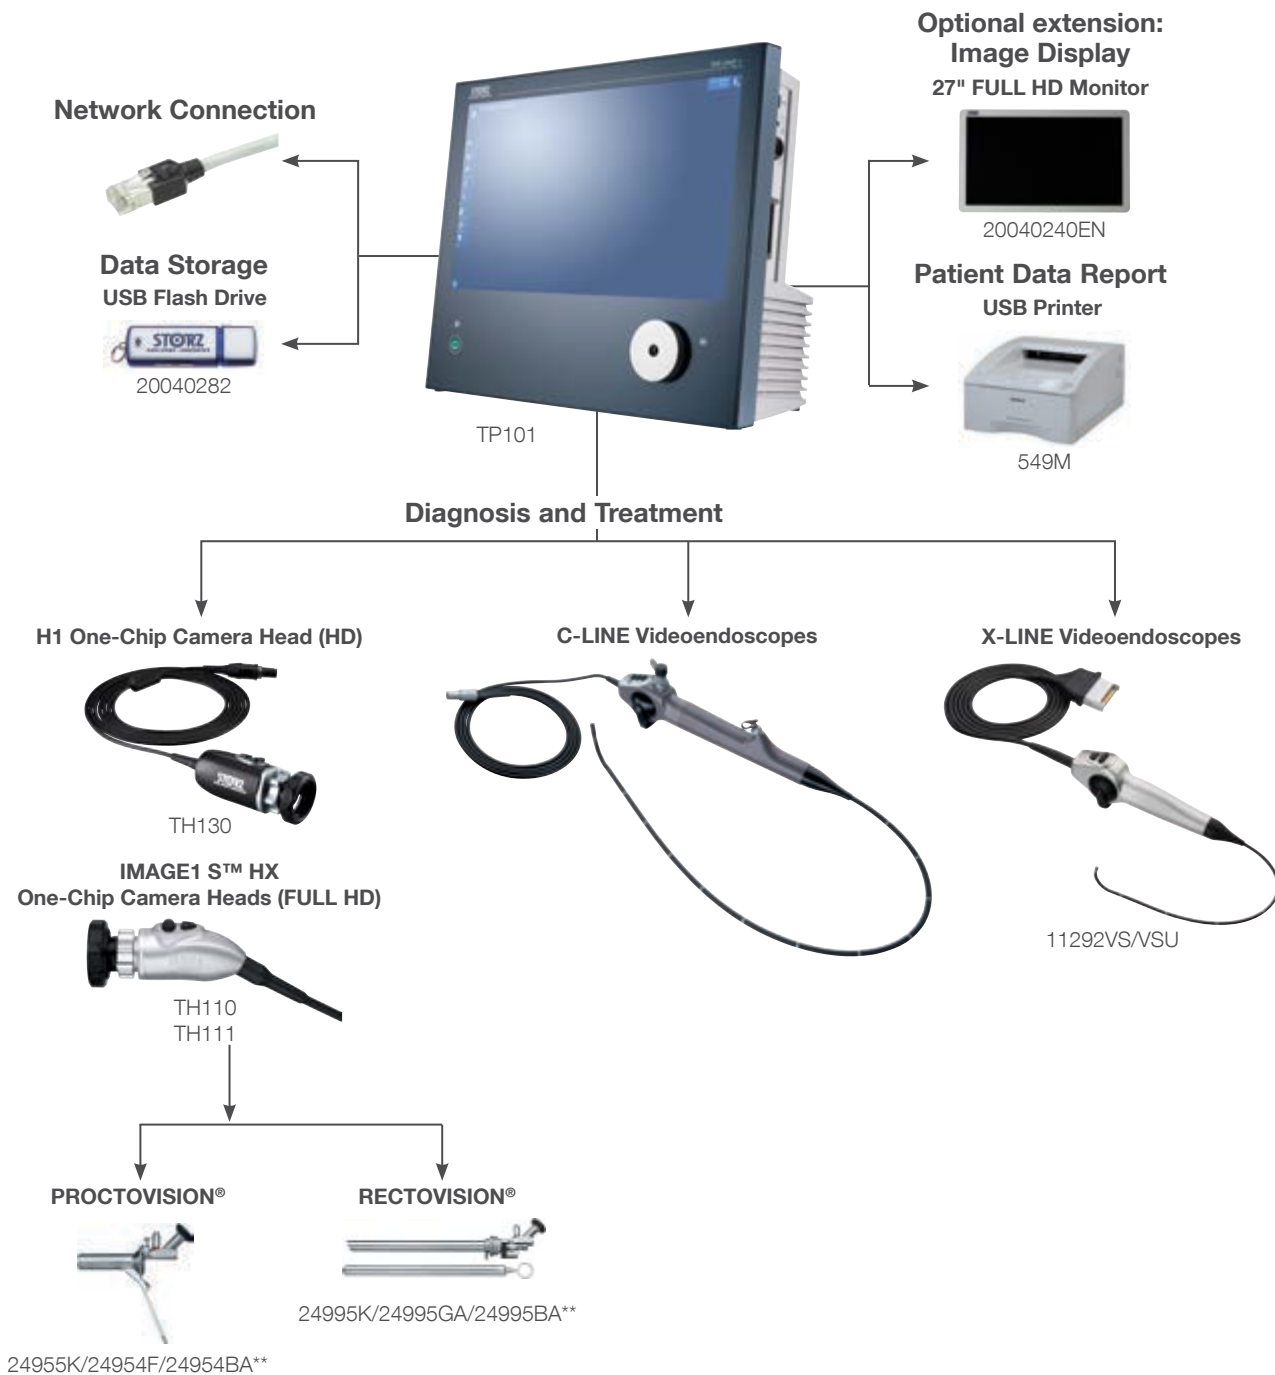 Optional extension:
Image Display
27" FULL HD Monitor
20040240EN
Network Connection
Data Storage
USB Flash Drive
STORZ
20040282
STORZ
TP101
Patient Data Report
USB Printer
549M
Diagnosis and Treatment
H1 One-Chip Camera Head (HD)
STORZ
TH130
C-LINE Videoendoscopes
X-LINE Videoendoscopes
11292VS/VSU
IMAGE1 S™ HX
One-Chip Camera Heads (FULL HD)
TH110
TH111
PROCTOVISION®
24955K/24954F/24954BA**
RECTOVISION®
24995K/24995GA/24995BA**